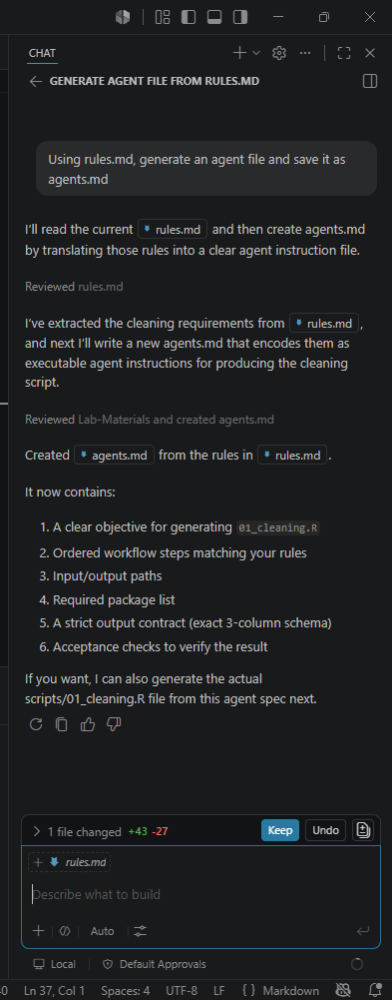 CHAT
GENERATE AGENT FILE FROM RULES.MD
Using rules.md, generate an agent file and save it as
agents.md
I'll read the current rules.md and then create agents.md
by translating those rules into a clear agent instruction file.
Reviewed rules.md
I've extracted the cleaning requirements from rules.md,
and next I'll write a new agents.md that encodes them as
executable agent instructions for producing the cleaning
script.
Reviewed Lab-Materials and created agents.md
Created agents.md from the rules in rules.md.
It now contains:
1. A clear objective for generating 01_cleaning.R
2. Ordered workflow steps matching your rules
3. Input/output paths
4. Required package list
5. A strict output contract (exact 3-column schema)
6. Acceptance checks to verify the result
If you want, I can also generate the actual
scripts/01_cleaning.R file from this agent spec next.
1 file changed +43 -27 Keep Undo
rules.md
Describe what to build
Auto
Local Default Approvals
0 Ln 37, Col 1 Spaces: 4 UTF-8 LF { } Markdown